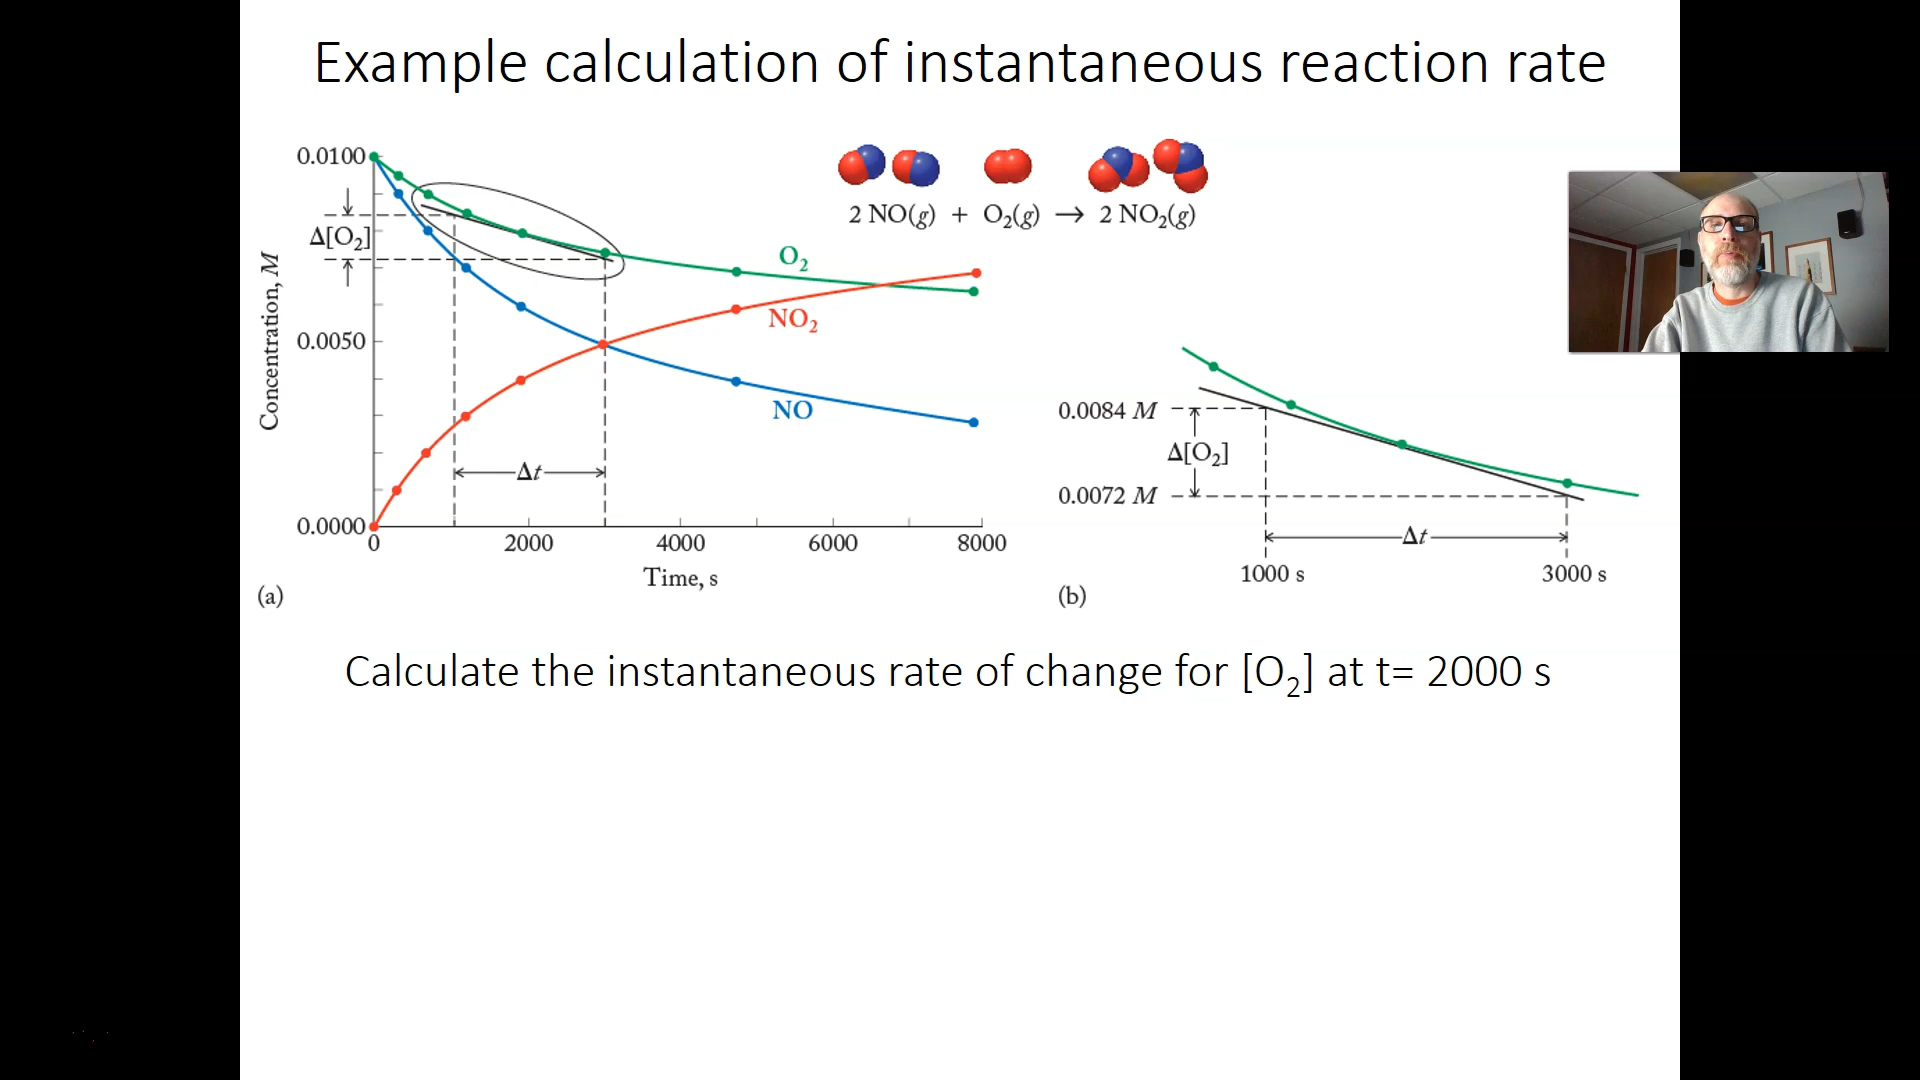 Example calculation of instantaneous reaction rate
2 NO(g) + O₂(g) → 2 NO₂(g)
0.0100
Δ[O₂]
O₂
NO₂
0.0050
NO
Δt
0.0000
0
2000
4000
6000
8000
Concentration, M
Time, s
(a)
0.0084 M
Δ[O₂]
0.0072 M
Δt
1000 s
3000 s
(b)
Calculate the instantaneous rate of change for [O₂] at t= 2000 s